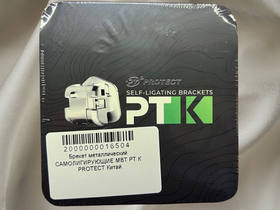 PROTECT
SELF-LIGATING BRACKETS
PT K
2000000016504
Брекет металлический
САМОЛИГИРУЮЩИЕ МВТ PT K
PROTECT Китай